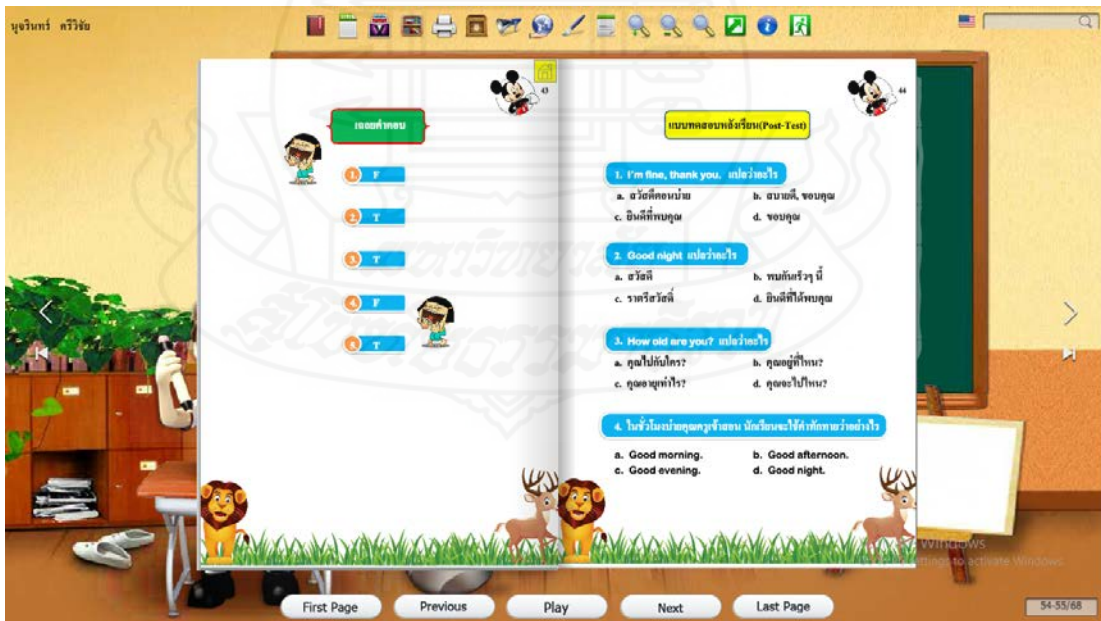 นุจรินทร์ ศรีวิชัย
43
เฉลยคำตอบ
1. F
2. T
3. T
4. F
5. T
44
แบบทดสอบหลังเรียน(Post-Test)
1. I'm fine, thank you. แปลว่าอะไร
a. สวัสดีตอนบ่าย b. สบายดี, ขอบคุณ
c. ยินดีที่พบคุณ d. ขอบคุณ
2. Good night แปลว่าอะไร
a. สวัสดี b. พบกันเร็วๆ นี้
c. ราตรีสวัสดิ์ d. ยินดีที่ได้พบคุณ
3. How old are you? แปลว่าอะไร
a. คุณไปกับใคร? b. คุณอยู่ที่ไหน?
c. คุณอายุเท่าไร? d. คุณจะไปไหน?
4. ในชั่วโมงบ่ายคุณครูเข้าสอน นักเรียนจะใช้คำทักทายว่าอย่างไร
a. Good morning. b. Good afternoon.
c. Good evening. d. Good night.
Windows
to activate Windows.
First Page Previous Play Next Last Page
54-55/68